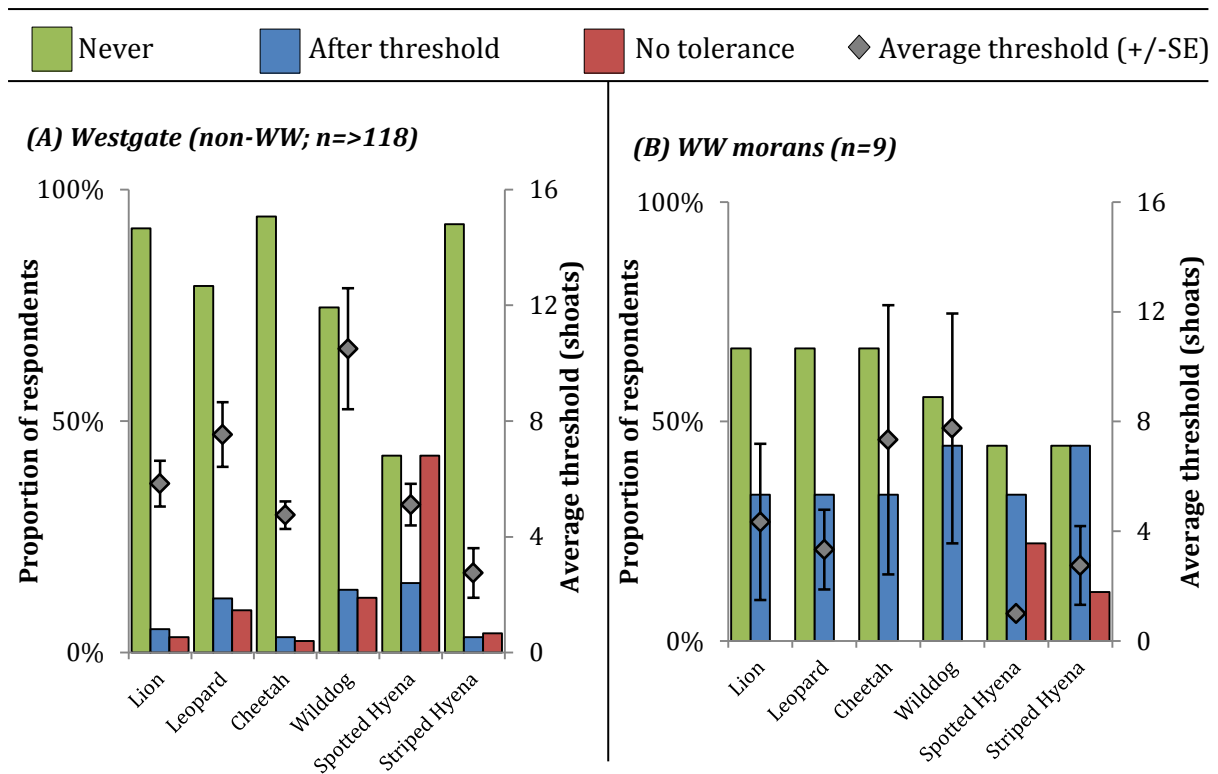 Never After threshold No tolerance Average threshold (+/-SE)
(A) Westgate (non-WW; n=>118)
100%
50%
0%
Proportion of respondents
16
12
8
4
0
Average threshold (shoats)
Lion
Leopard
Cheetah
Wilddog
Spotted Hyena
Striped Hyena
(B) WW morans (n=9)
100%
50%
0%
Proportion of respondents
16
12
8
4
0
Average threshold (shoats)
Lion
Leopard
Cheetah
Wilddog
Spotted Hyena
Striped Hyena